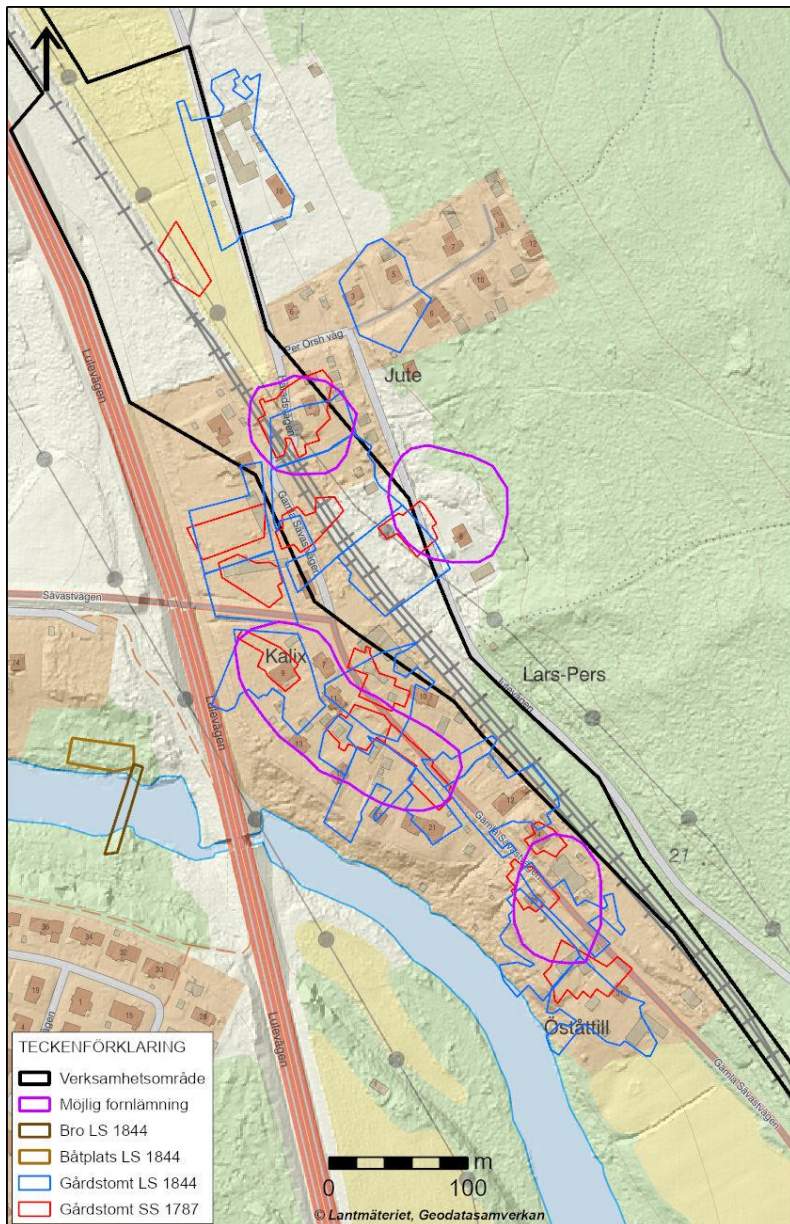 Per Orsh väg
Jute
Gamla Sävastvägen
Sävastvägen
Lulevägen
Kalix
Lulevägen
Lars-Pers
Lulevägen
Gamla Sävastvägen
21
Östättill
Lulevägen
Gamla Sävastvägen
TECKENFÖRKLARING
Verksamhetsområde
Möjlig fornlämning
Bro LS 1844
Båtplats LS 1844
Gårdstomt LS 1844
Gårdstomt SS 1787
m
0 100
© Lantmäteriet, Geodatasamverkan